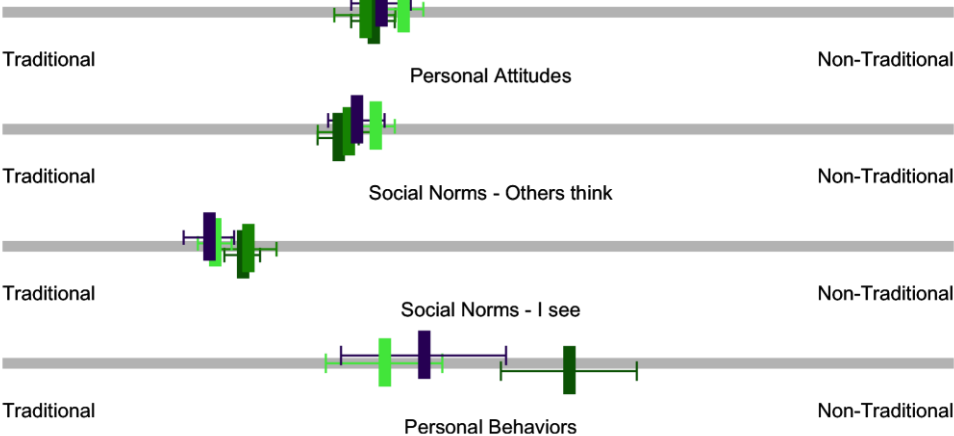 Traditional Non-Traditional
Personal Attitudes
Traditional Non-Traditional
Social Norms - Others think
Traditional Non-Traditional
Social Norms - I see
Traditional Non-Traditional
Personal Behaviors